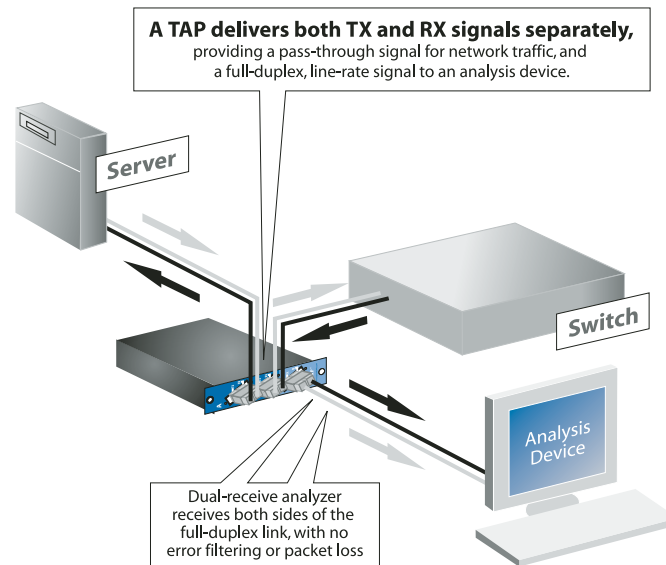 A TAP delivers both TX and RX signals separately,
providing a pass-through signal for network traffic, and
a full-duplex, line-rate signal to an analysis device.
Server
Switch
Analysis
Device
Dual-receive analyzer
receives both sides of the
full-duplex link, with no
error filtering or packet loss